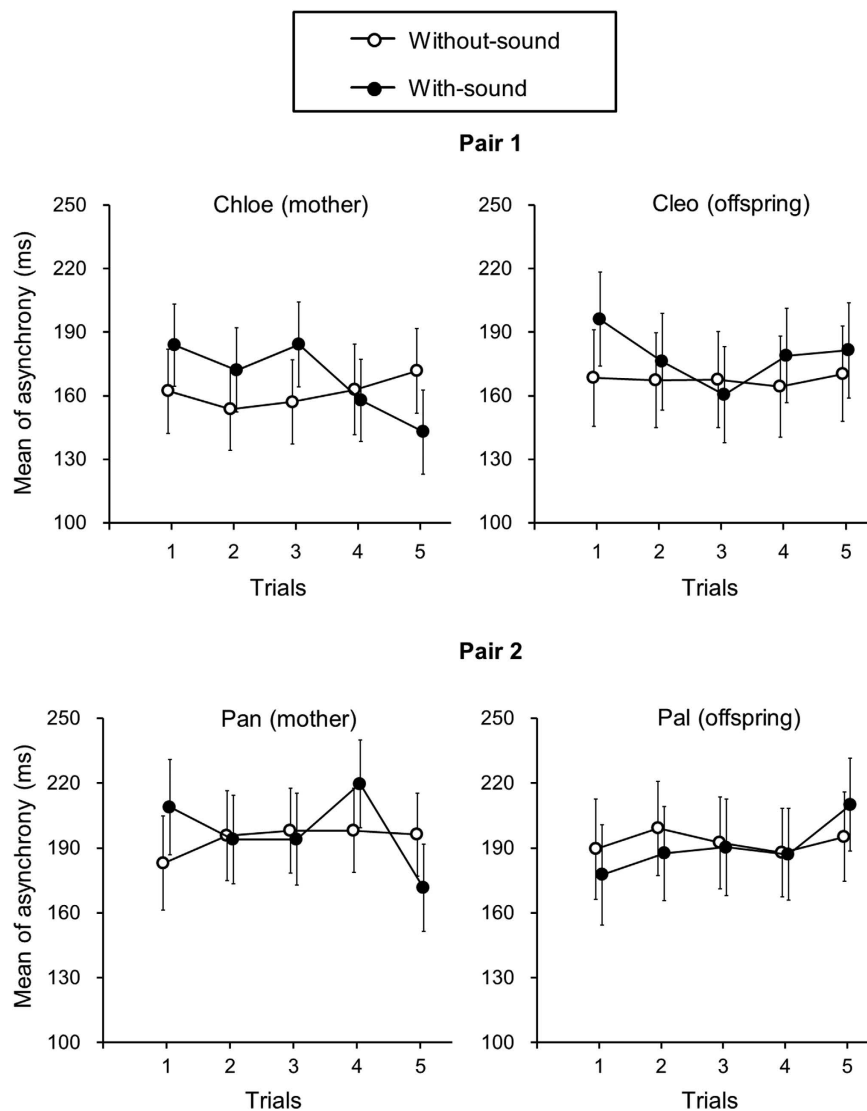 Without-sound
With-sound
Pair 1
Chloe (mother)
Cleo (offspring)
Mean of asynchrony (ms)
250
220
190
160
130
100
1 2 3 4 5
Trials
250
220
190
160
130
100
1 2 3 4 5
Trials
Pair 2
Pan (mother)
Pal (offspring)
Mean of asynchrony (ms)
250
220
190
160
130
100
1 2 3 4 5
Trials
250
220
190
160
130
100
1 2 3 4 5
Trials